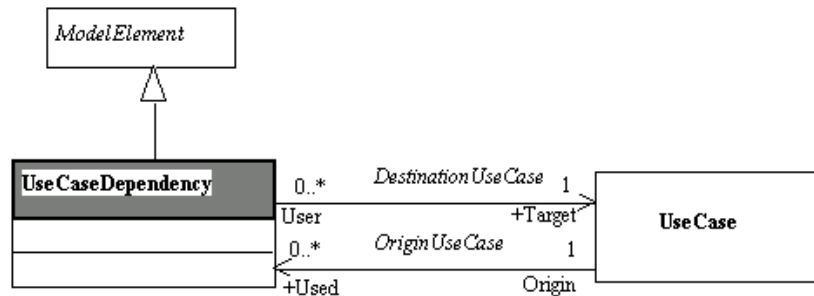 ModelElement
UseCaseDependency
0..* DestinationUseCase 1
User +Target
UseCase
0..* OriginUseCase 1
+Used Origin